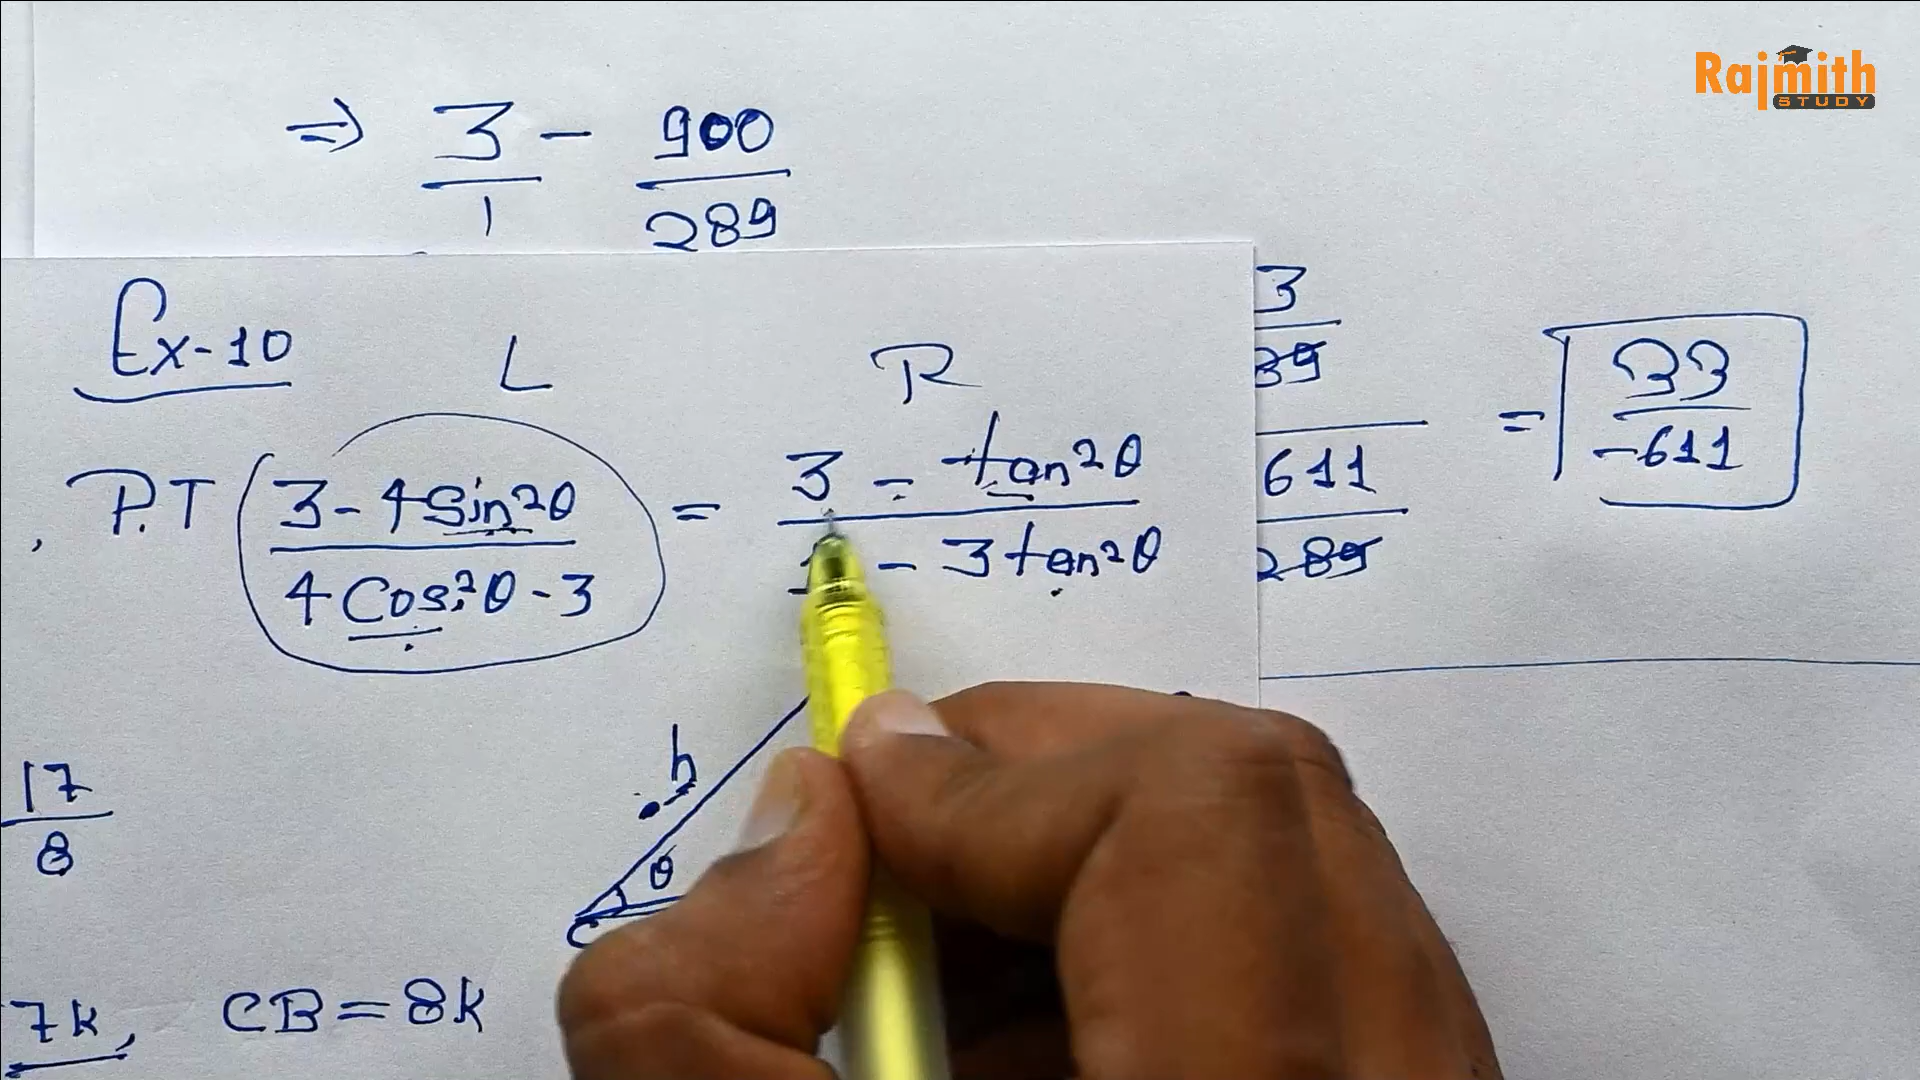 Rajmith
STUDY
⇒ 3/1 - 900/289
Ex-10
L R
P.T (3-4sin²θ)/(4cos²θ-3) = (3-tan²θ)/(1-3tan²θ)
3
611
289
= 33/-611
h
θ
C
17/8
7k, CB=8k